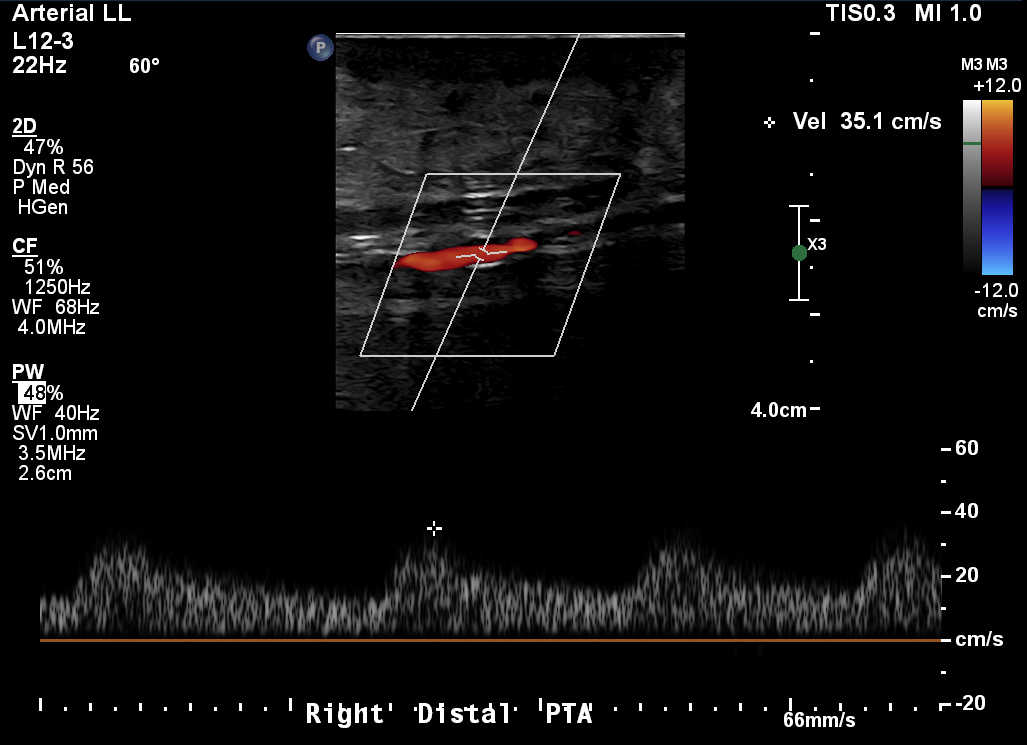 Arterial LL
TIS0.3 MI 1.0
L12-3
22Hz 60°
P
M3 M3
+12.0
Vel 35.1 cm/s
2D
47%
Dyn R 56
P Med
HGen
CF
51%
1250Hz
WF 68Hz
4.0MHz
X3
-12.0
cm/s
PW
48%
WF 40Hz
SV1.0mm
3.5MHz
2.6cm
4.0cm
60
40
20
cm/s
-20
Right Distal PTA
66mm/s